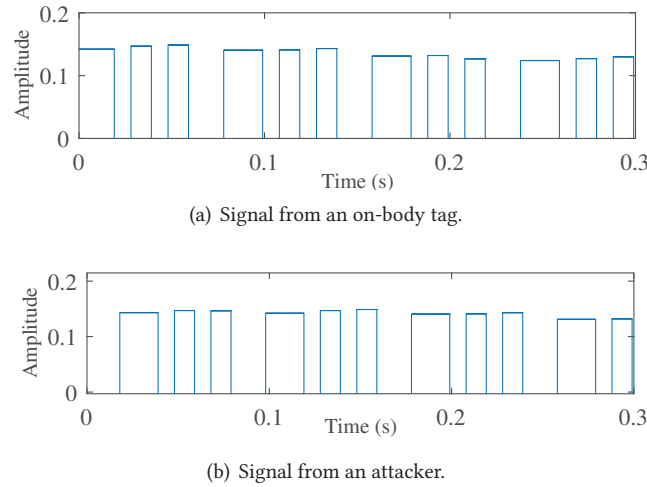 0.2
Amplitude
0.1
0
0 0.1 0.2 0.3
Time (s)
(a) Signal from an on-body tag.
0.2
Amplitude
0.1
0
0 0.1 0.2 0.3
Time (s)
(b) Signal from an attacker.